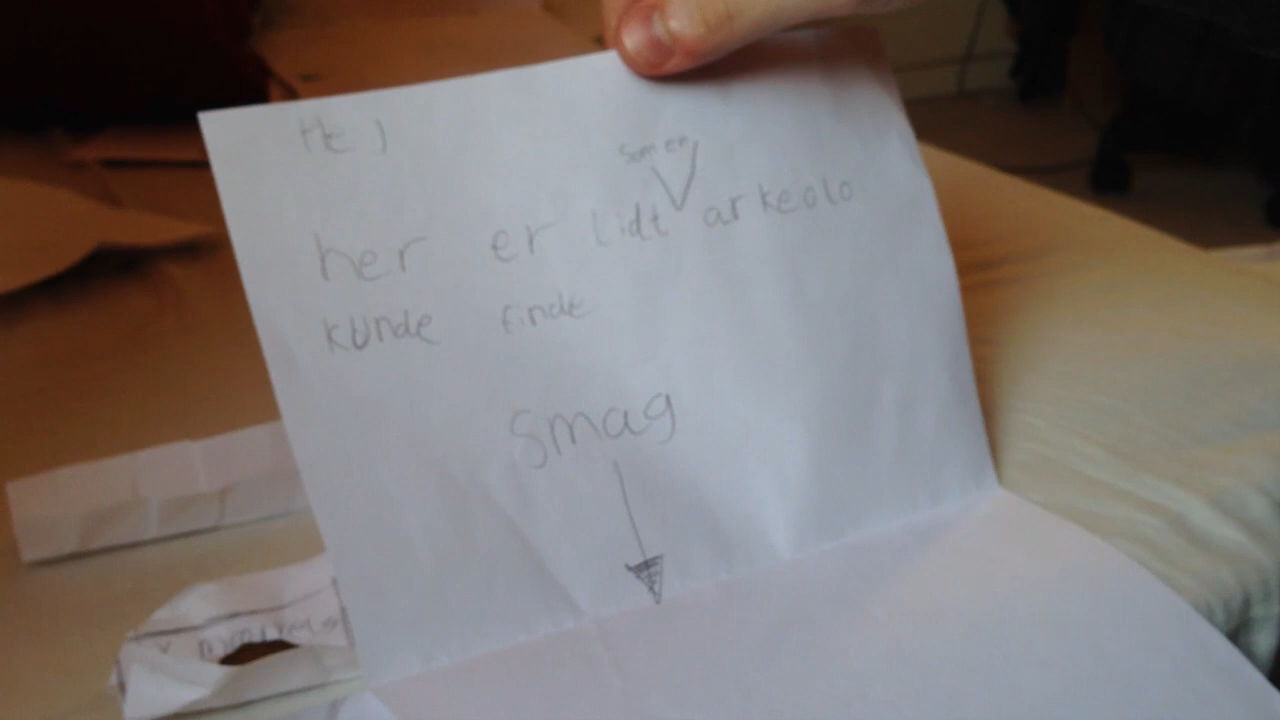 Hej
som en
her er lidt V arkeolo
kunde finde
Smag